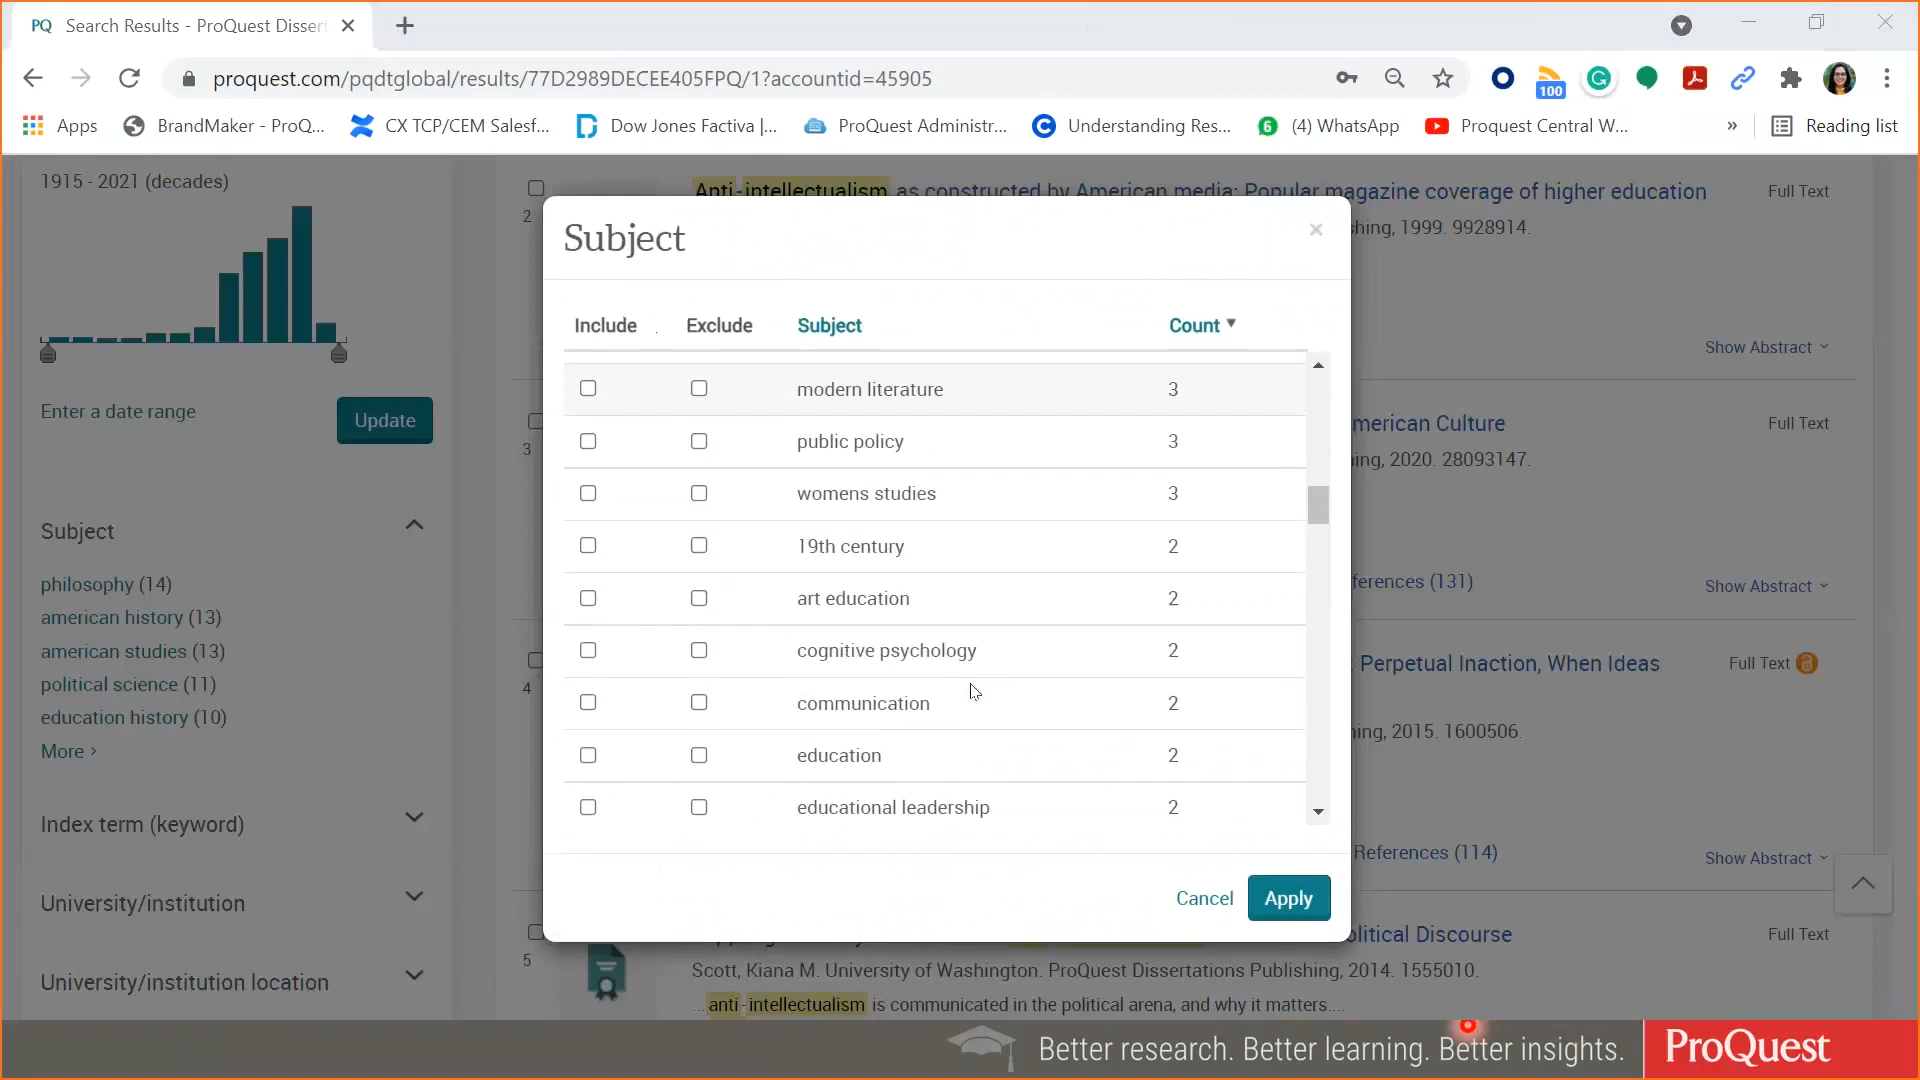 PQ Search Results - ProQuest Disser
proquest.com/pqdtglobal/results/77D2989DECEE405FPQ/1?accountid=45905
100
Apps BrandMaker - ProQ... CX TCP/CEM Salesf... Dow Jones Factiva |... ProQuest Administr... Understanding Res... 6 (4) WhatsApp Proquest Central W... » Reading list
1915 - 2021 (decades)
Enter a date range
Update
Subject
philosophy (14)
american history (13)
american studies (13)
political science (11)
education history (10)
More >
Index term (keyword)
University/institution
University/institution location
2
Anti-intellectualism as constructed by American media: Popular magazine coverage of higher education
Full Text
hing, 1999. 9928914.
Show Abstract
3
merican Culture
Full Text
ing, 2020. 28093147.
ferences (131)
Show Abstract
4
: Perpetual Inaction, When Ideas
Full Text
ing, 2015. 1600506.
References (114)
Show Abstract
5
olitical Discourse
Full Text
Scott, Kiana M. University of Washington. ProQuest Dissertations Publishing, 2014. 1555010.
...anti-intellectualism is communicated in the political arena, and why it matters....
Subject ×
Include Exclude Subject Count ▼
modern literature 3
public policy 3
womens studies 3
19th century 2
art education 2
cognitive psychology 2
communication 2
education 2
educational leadership 2
Cancel Apply
Better research. Better learning. Better insights. ProQuest